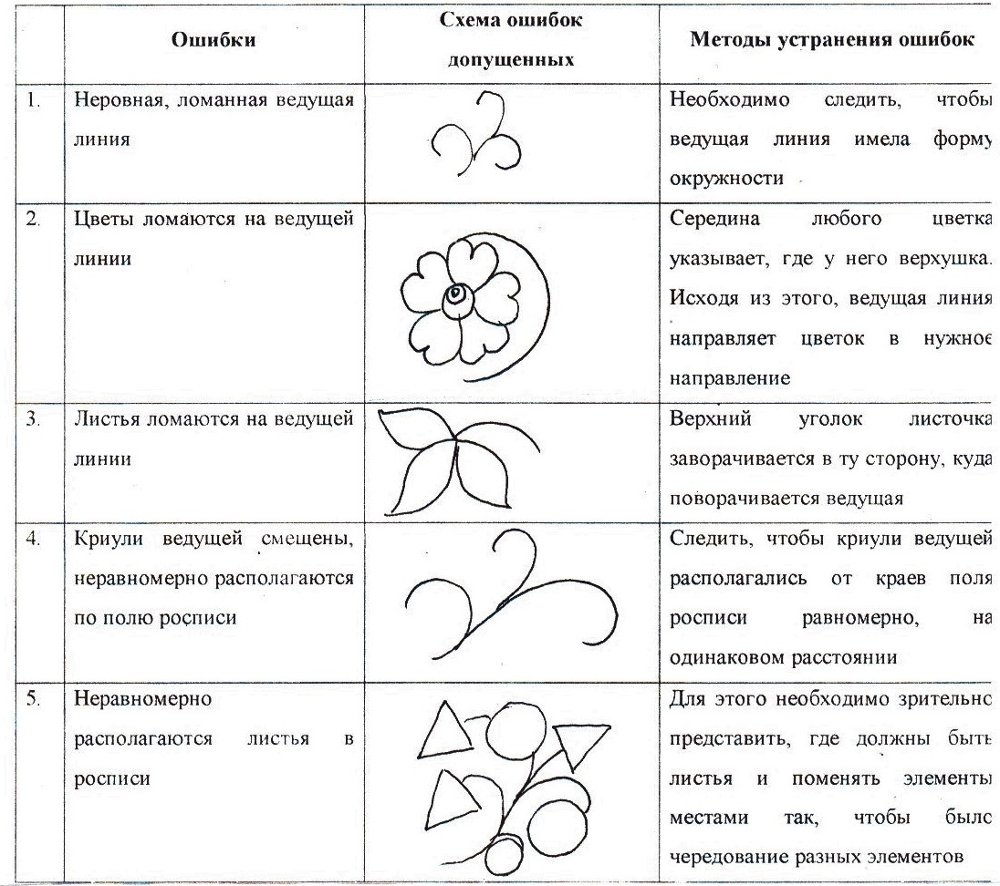 Ошибки
Схема ошибок
допущенных
Методы устранения ошибок
1.
Неровная, ломанная ведущая
линия
Необходимо следить, чтобы
ведущая линия имела форму
окружности
2.
Цветы ломаются на ведущей
линии
Середина любого цветка
указывает, где у него верхушка.
Исходя из этого, ведущая линия
направляет цветок в нужное
направление
3.
Листья ломаются на ведущей
линии
Верхний уголок листочка
заворачивается в ту сторону, куда
поворачивается ведущая
4.
Криули ведущей смещены,
неравномерно располагаются
по полю росписи
Следить, чтобы криули ведущей
располагались от краев поля
росписи равномерно, на
одинаковом расстоянии
5.
Неравномерно
располагаются листья в
росписи
Для этого необходимо зрительно
представить, где должны быть
листья и поменять элементы
местами так, чтобы было
чередование разных элементов